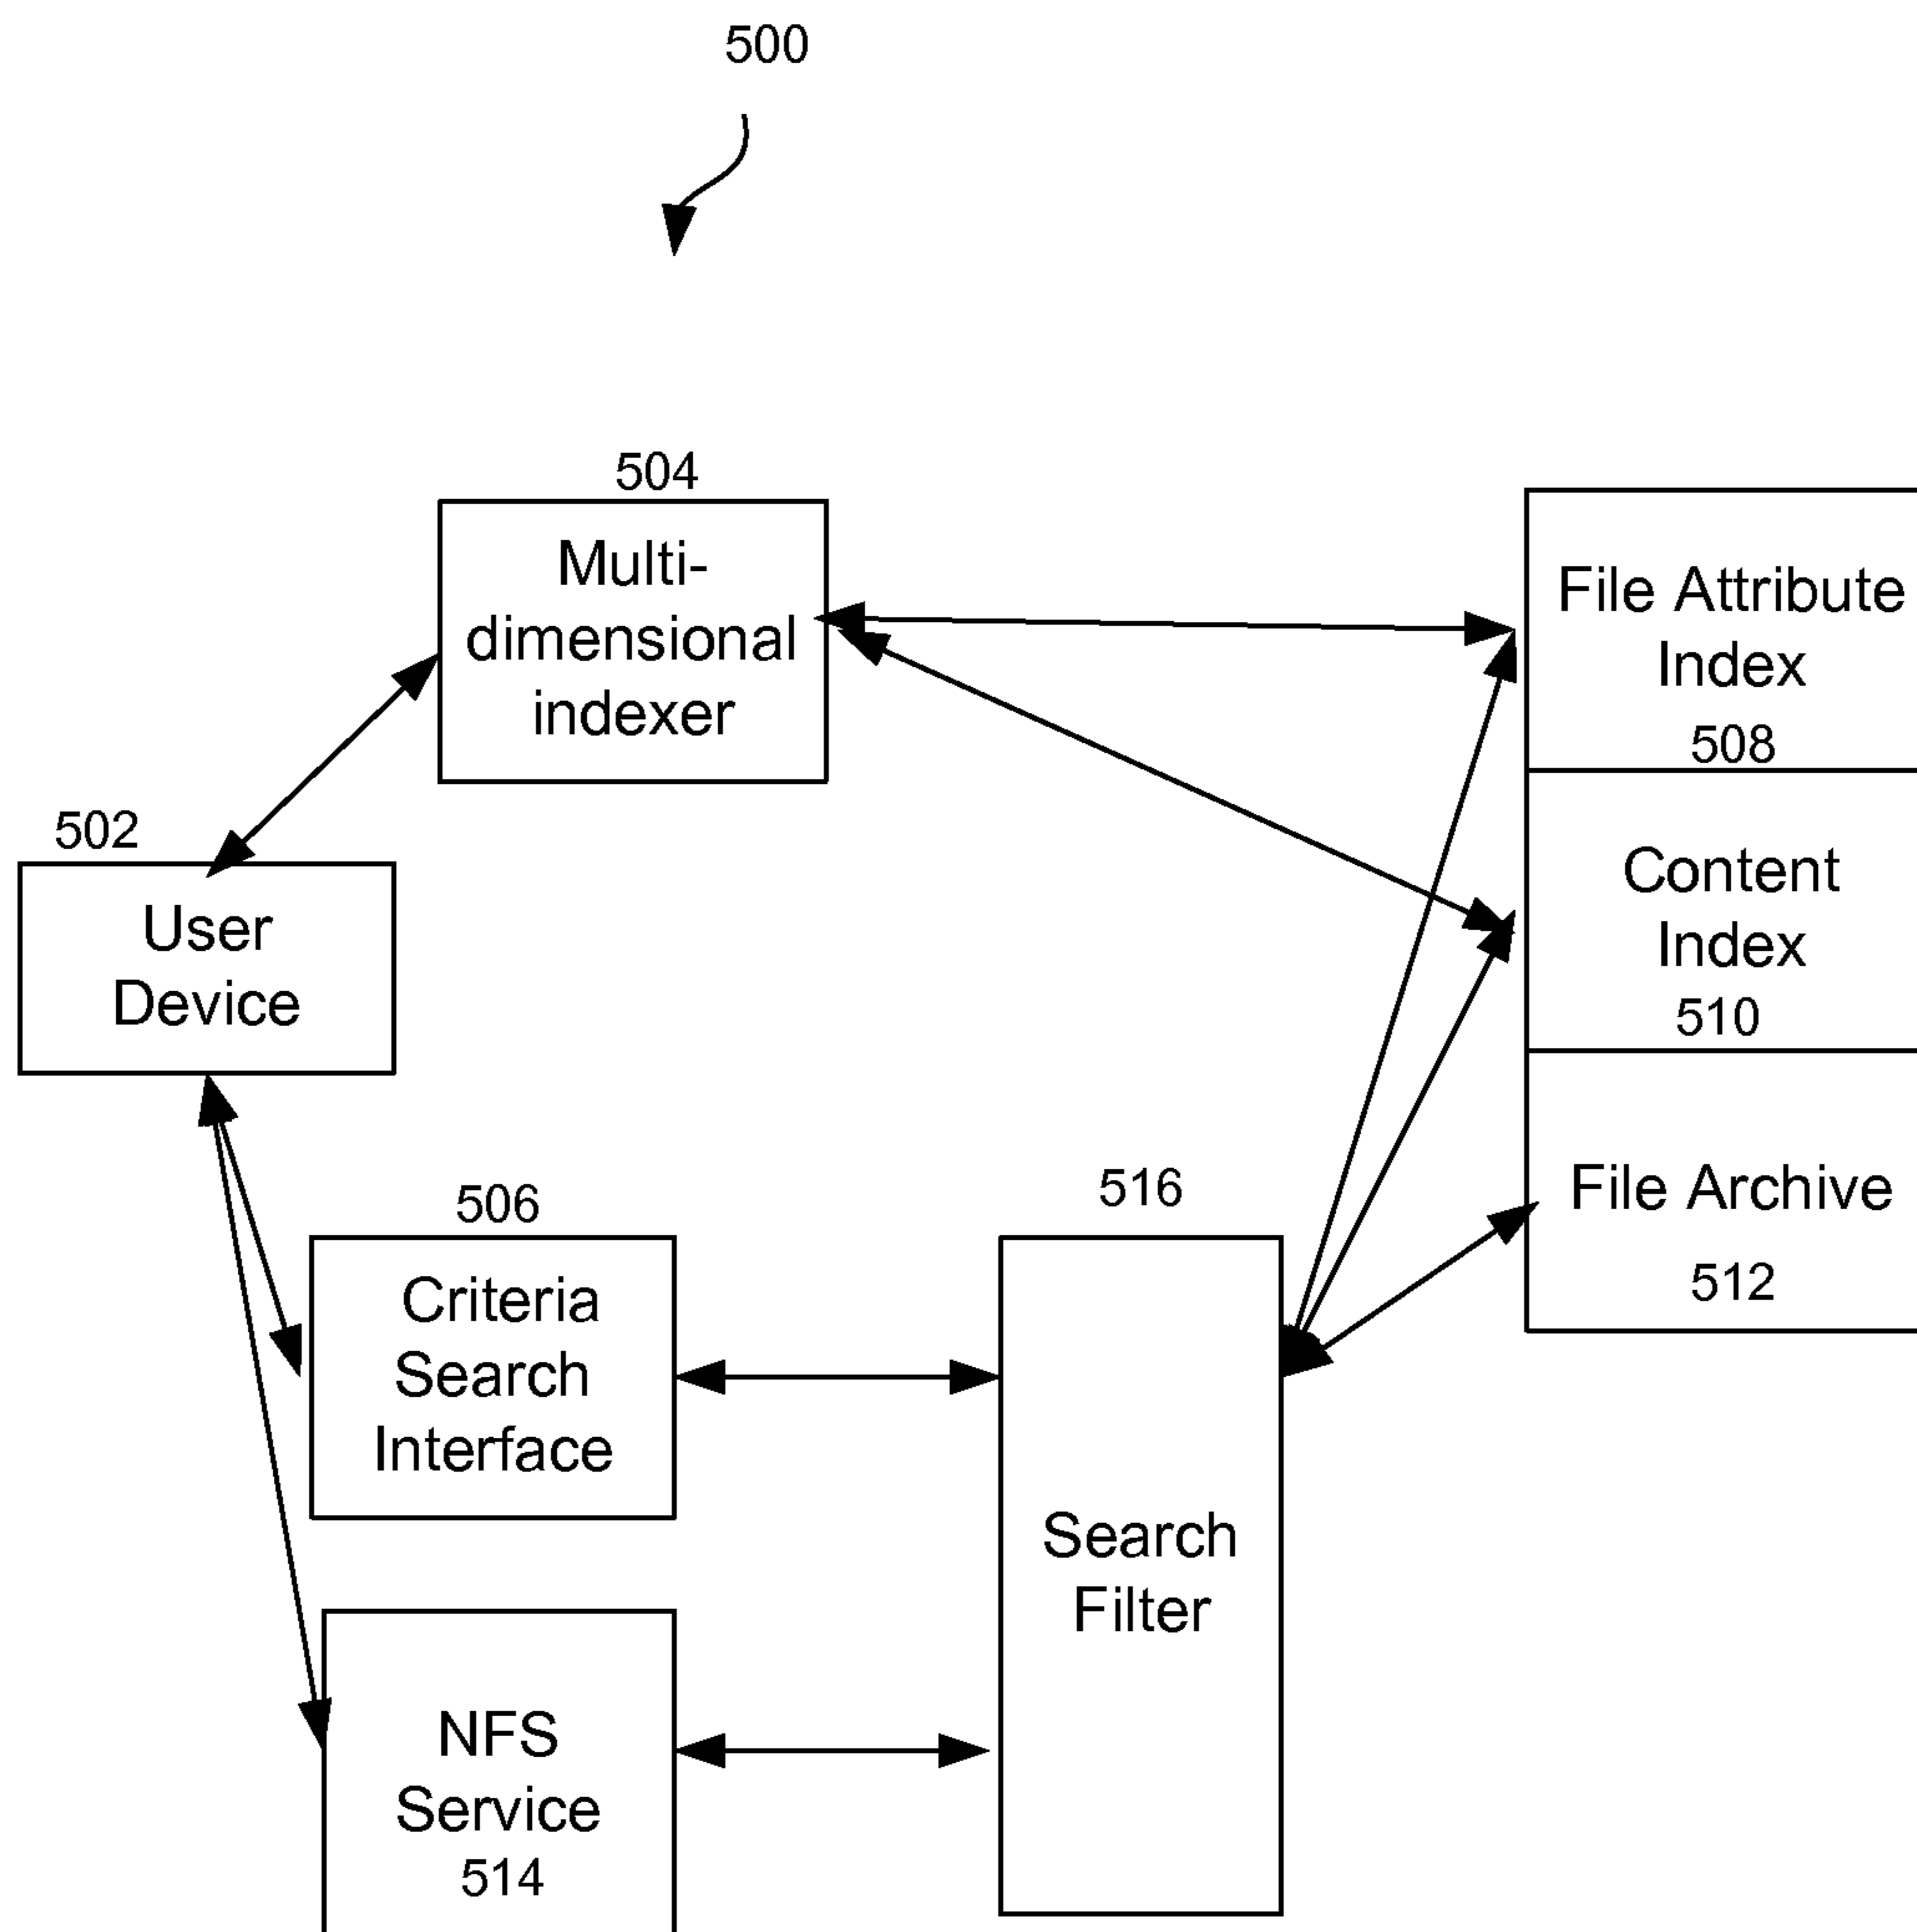 500
504
Multi-
dimensional
indexer
File Attribute
Index
508
502
User
Device
Content
Index
510
File Archive
512
506
Criteria
Search
Interface
516
Search
Filter
NFS
Service
514